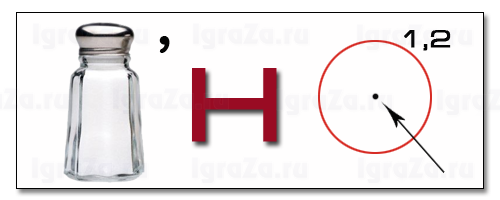 IgraZa.ru
,
1,2
Н